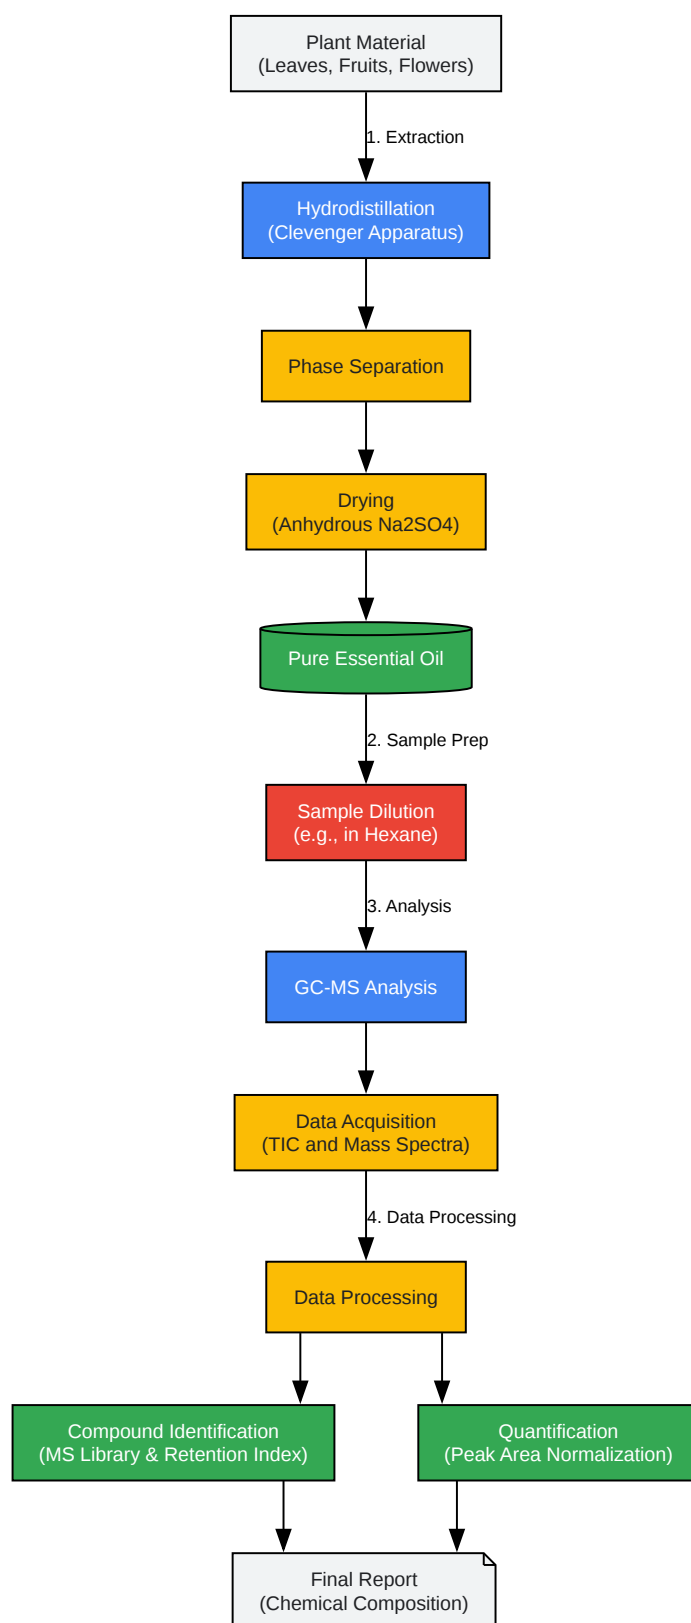 Plant Material
(Leaves, Fruits, Flowers)
1. Extraction
Hydrodistillation
(Clevenger Apparatus)
Phase Separation
Drying
(Anhydrous Na2SO4)
Pure Essential Oil
2. Sample Prep
Sample Dilution
(e.g., in Hexane)
3. Analysis
GC-MS Analysis
Data Acquisition
(TIC and Mass Spectra)
4. Data Processing
Data Processing
Compound Identification
(MS Library & Retention Index)
Quantification
(Peak Area Normalization)
Final Report
(Chemical Composition)